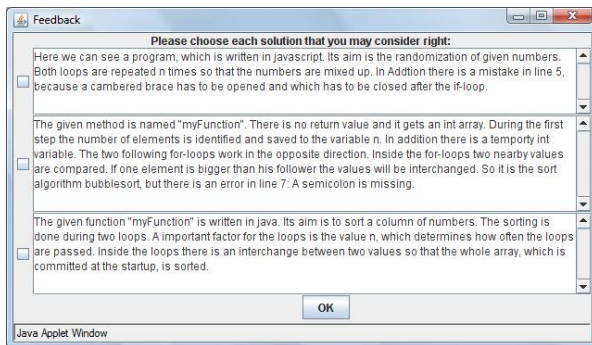 Feedback
Please choose each solution that you may consider right:
Here we can see a program, which is written in javascript. Its aim is the randomization of given numbers.
Both loops are repeated n times so that the numbers are mixed up. In Addtion there is a mistake in line 5,
because a cambered brace has to be opened and which has to be closed after the if-loop.
The given method is named "myFunction". There is no return value and it gets an int array. During the first
step the number of elements is identified and saved to the variable n. In addition there is a temporty int
variable. The two following for-loops work in the opposite direction. Inside the for-loops two nearby values
are compared. If one element is bigger than his follower the values will be interchanged. So it is the sort
algorithm bubblesort, but there is an error in line 7: A semicolon is missing.
The given function "myFunction" is written in java. Its aim is to sort a column of numbers. The sorting is
done during two loops. A important factor for the loops is the value n, which determines how often the loops
are passed. Inside the loops there is an interchange between two values so that the whole array, which is
committed at the startup, is sorted.
OK
Java Applet Window